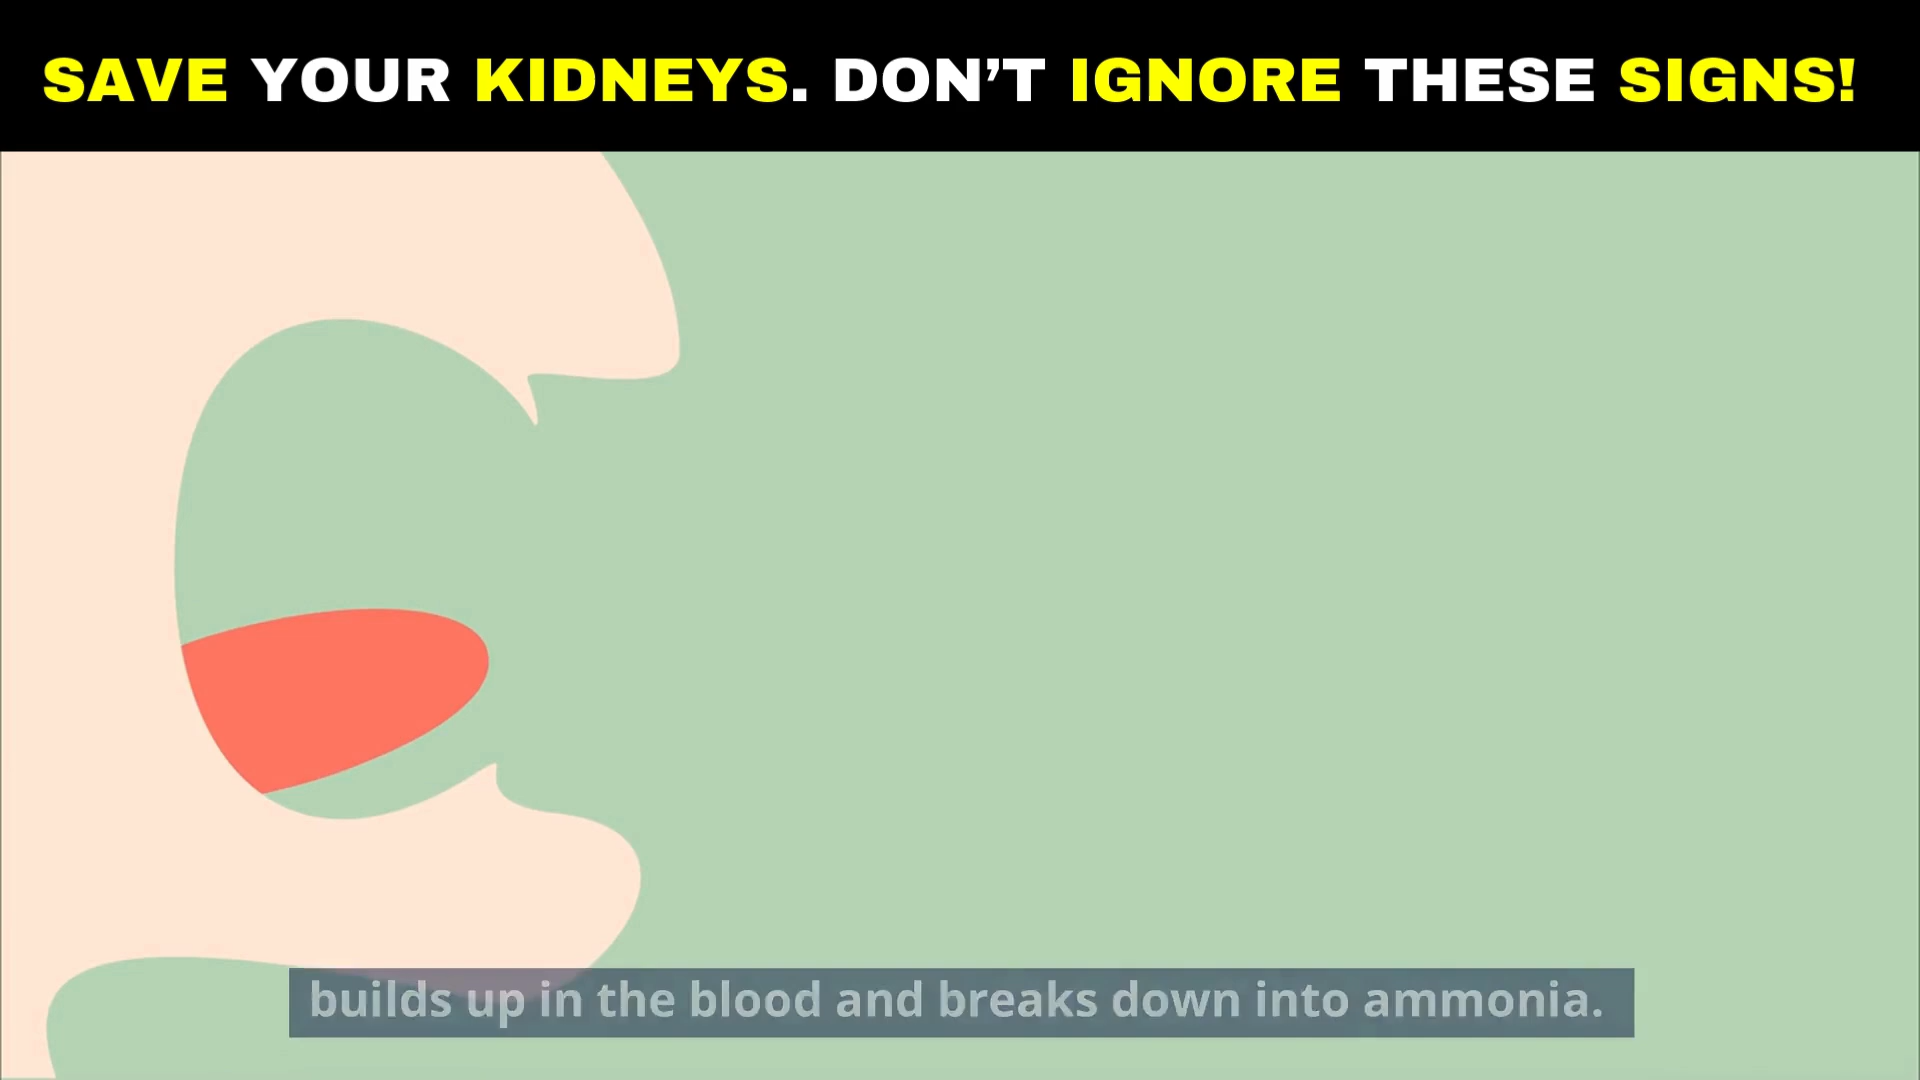 SAVE YOUR KIDNEYS. DON’T IGNORE THESE SIGNS!
builds up in the blood and breaks down into ammonia.